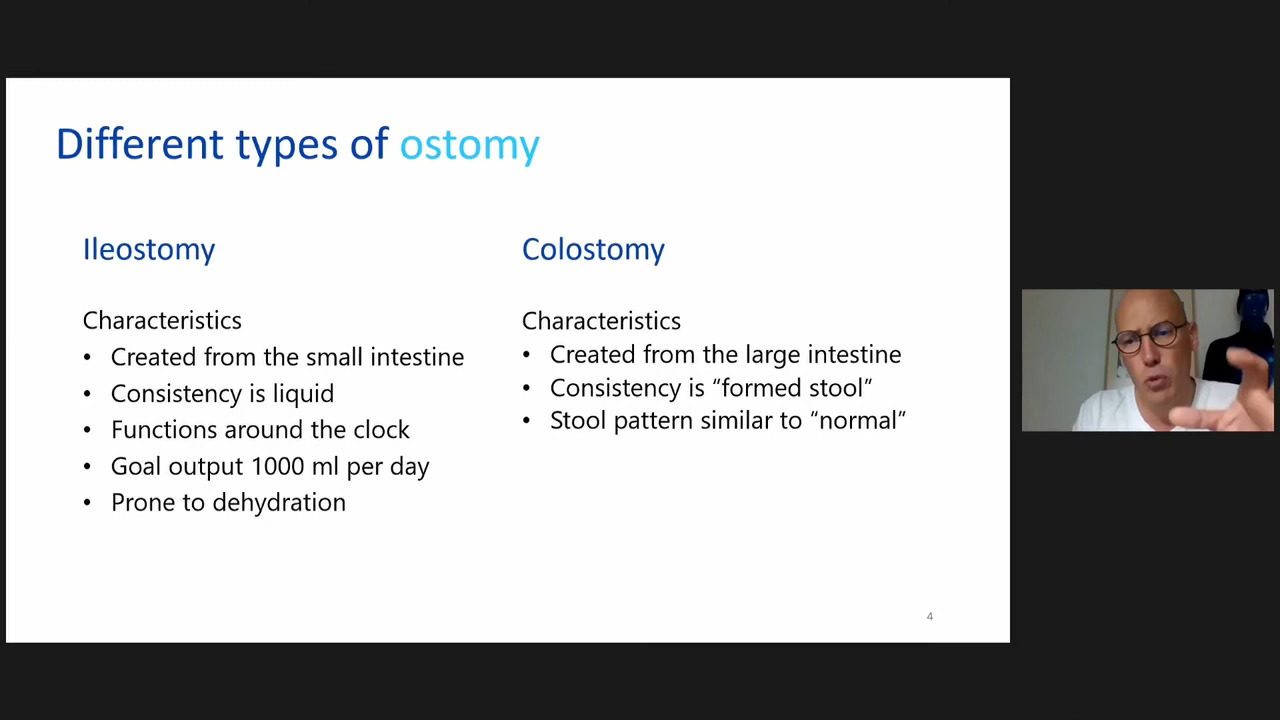 Different types of ostomy
Ileostomy
Characteristics
• Created from the small intestine
• Consistency is liquid
• Functions around the clock
• Goal output 1000 ml per day
• Prone to dehydration
Colostomy
Characteristics
• Created from the large intestine
• Consistency is “formed stool”
• Stool pattern similar to “normal”
4